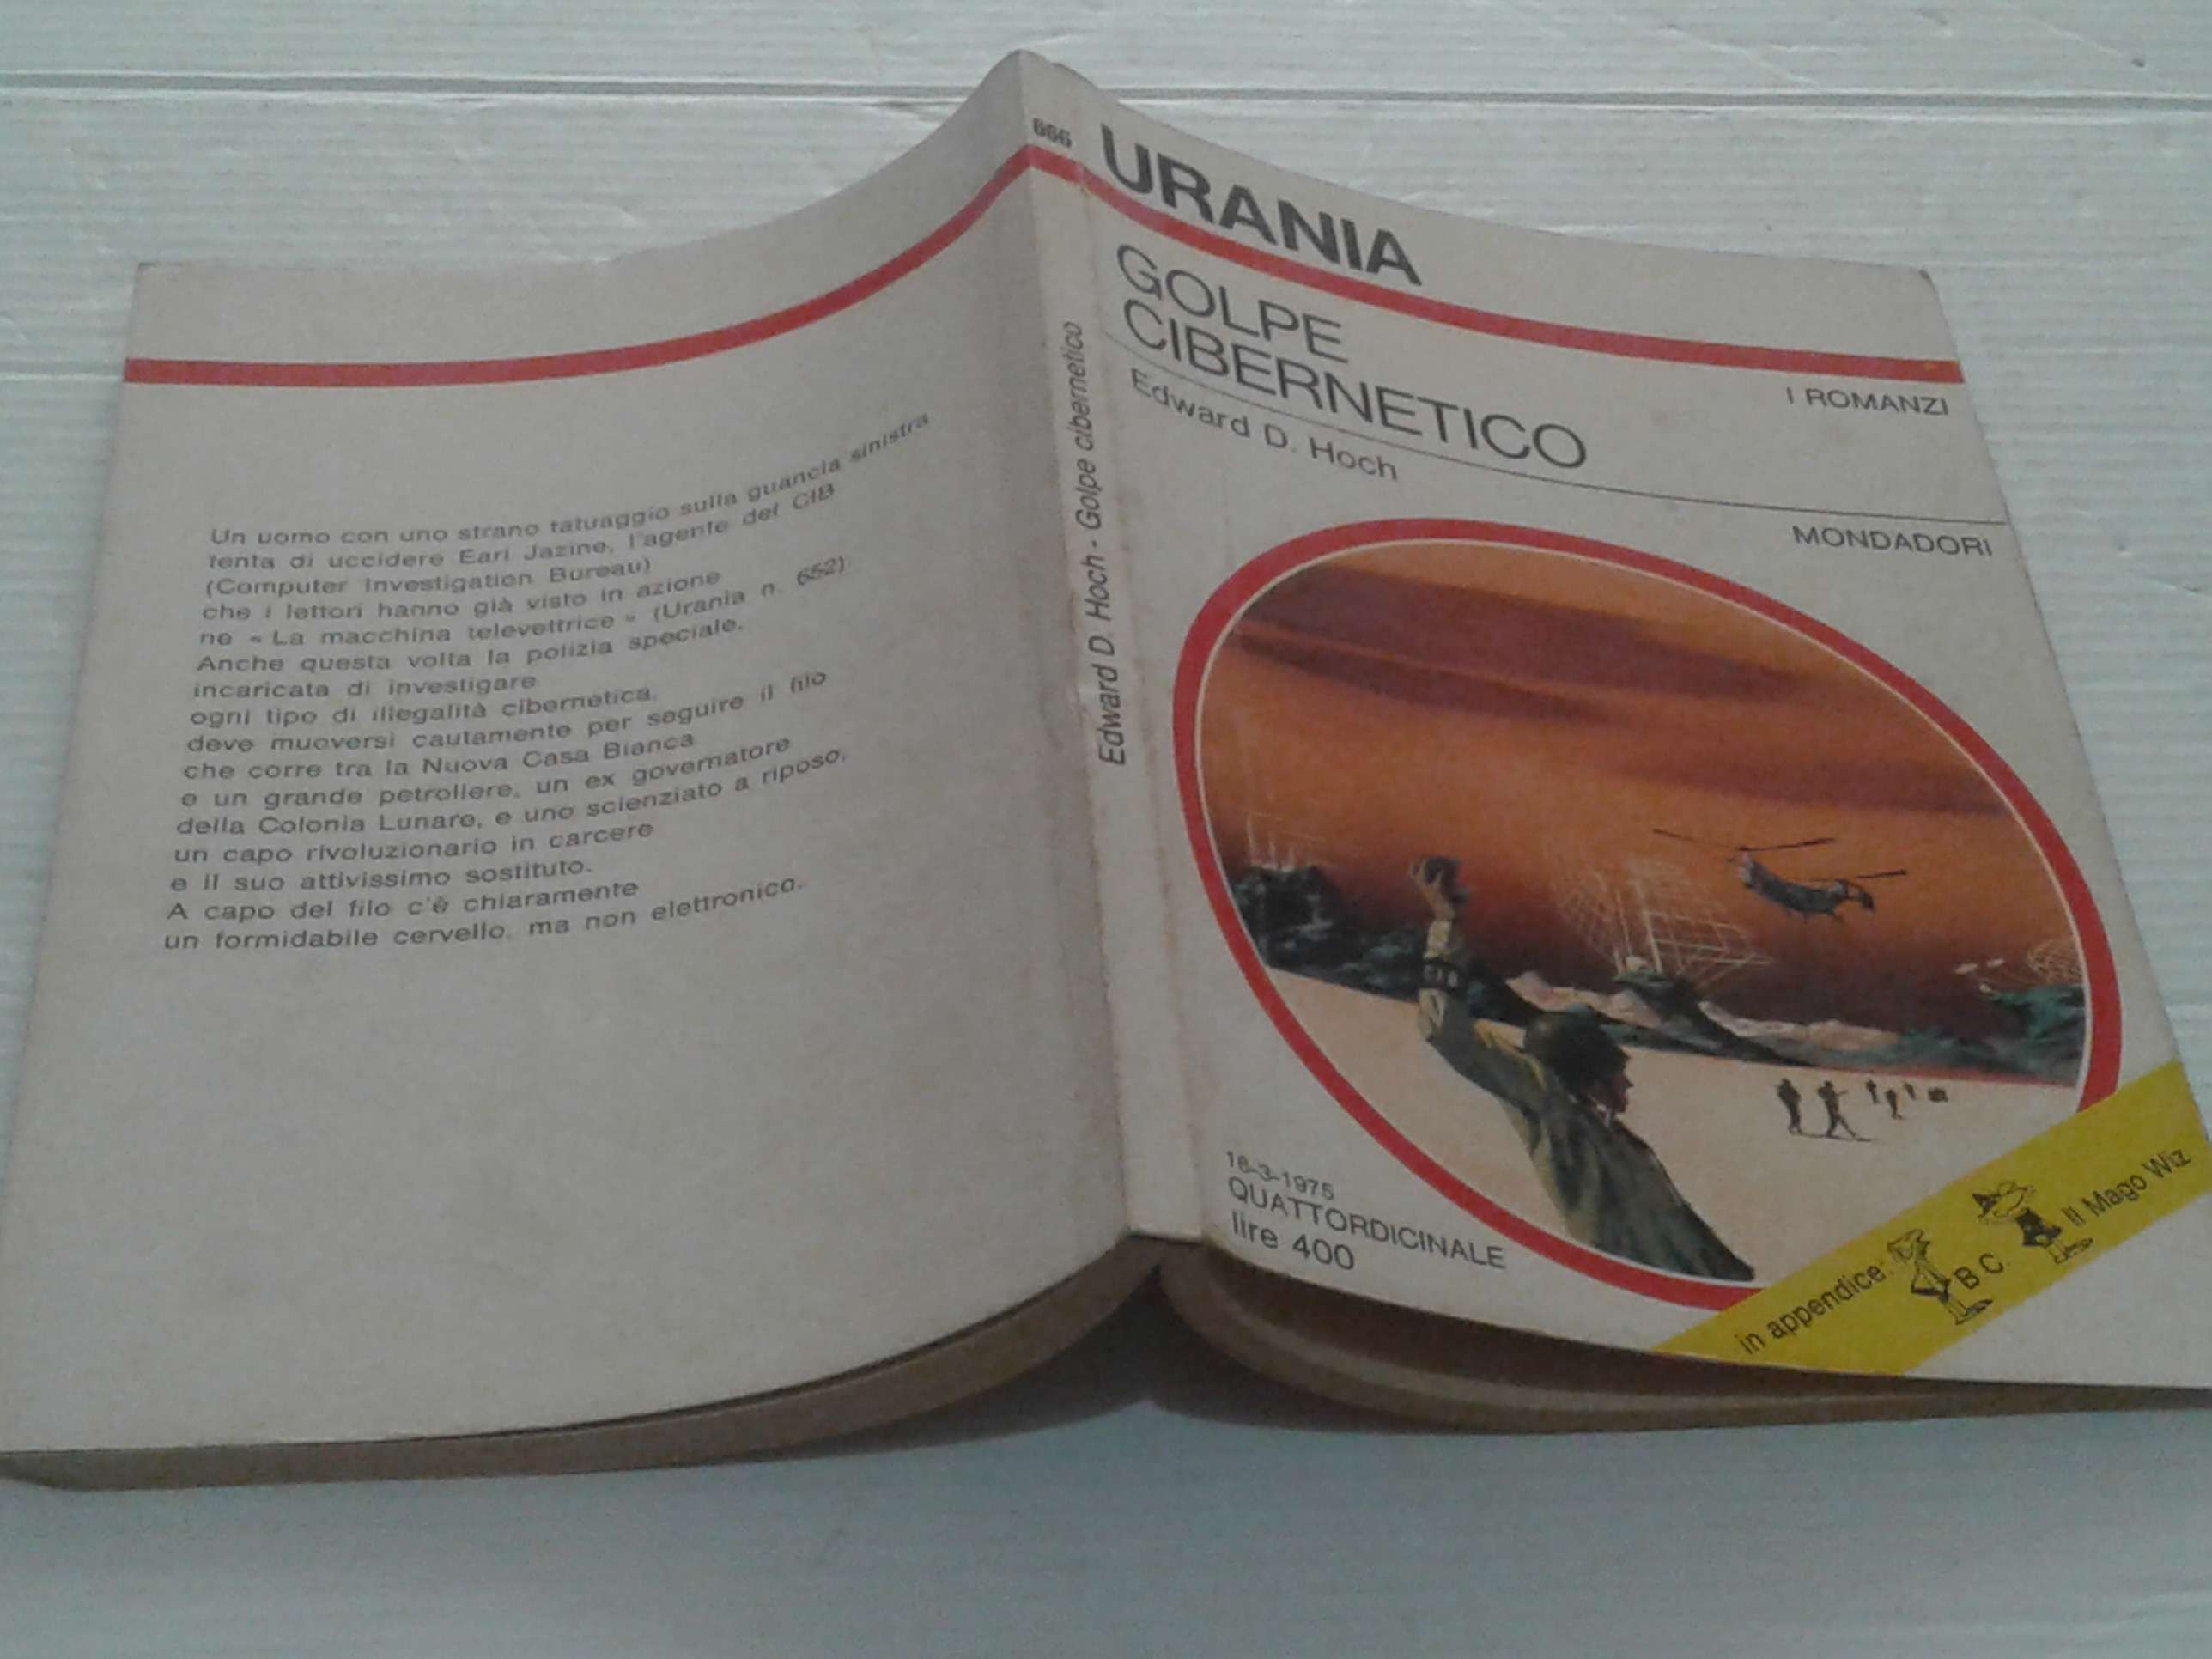 Un uomo con uno strano tatuaggio sulla guancia sinistra
tenta di uccidere Earl Jazine, l'agente del CIB
(Computer Investigation Bureau)
che i lettori hanno già visto in azione
ne « La macchina televettrice » (Urania n. 652).
Anche questa volta la polizia speciale,
incaricata di investigare
ogni tipo di illegalità cibernetica,
deve muoversi cautamente per seguire il filo
che corre tra la Nuova Casa Bianca
e un grande petroliere, un ex governatore
della Colonia Lunare, e uno scienziato a riposo,
un capo rivoluzionario in carcere
e il suo attivissimo sostituto.
A capo del filo c'è chiaramente
un formidabile cervello, ma non elettronico.
666
Edward D. Hoch - Golpe cibernetico
URANIA
I ROMANZI
GOLPE
CIBERNETICO
Edward D. Hoch
MONDADORI
16-3-1975
QUATTORDICINALE
lire 400
in appendice: B.C. Il Mago Wiz